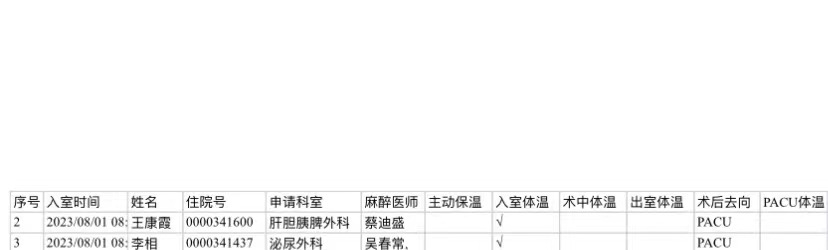 序号 入室时间 姓名 住院号 申请科室 麻醉医师 主动保温 入室体温 术中体温 出室体温 术后去向 PACU体温
2 2023/08/01 08: 王康霞 0000341600 肝胆胰脾外科 蔡迪盛 √ PACU
3 2023/08/01 08: 李相 0000341437 泌尿外科 吴春常, √ PACU